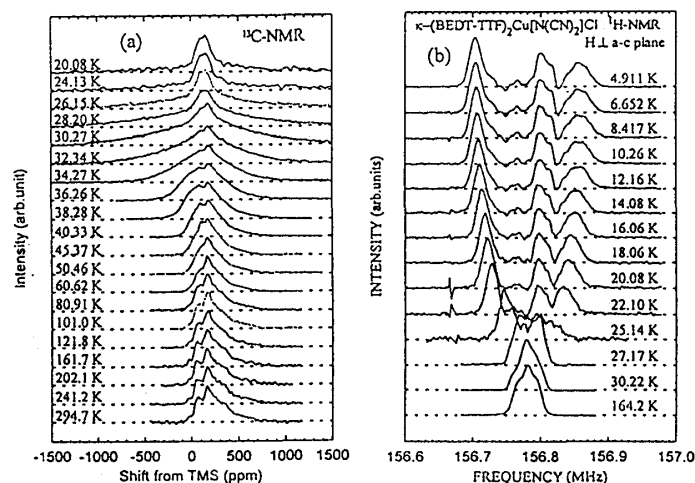 (a)
¹³C-NMR
20.08 K
24.13 K
26.15 K
28.20 K
30.27 K
32.34 K
34.27 K
36.26 K
38.28 K
40.33 K
45.37 K
50.46 K
60.62 K
80.91 K
101.0 K
121.8 K
161.7 K
202.1 K
241.2 K
294.7 K
Intensity (arb.unit)
-1500 -1000 -500 0 500 1000 1500
Shift from TMS (ppm)
κ-(BEDT-TTF)₂Cu[N(CN)₂]Cl ¹H-NMR
H⊥a-c plane
(b)
4.911 K
6.652 K
8.417 K
10.26 K
12.16 K
14.08 K
16.06 K
18.06 K
20.08 K
22.10 K
25.14 K
27.17 K
30.22 K
164.2 K
INTENSITY (arb.units)
156.6 156.7 156.8 156.9 157.0
FREQUENCY (MHz)